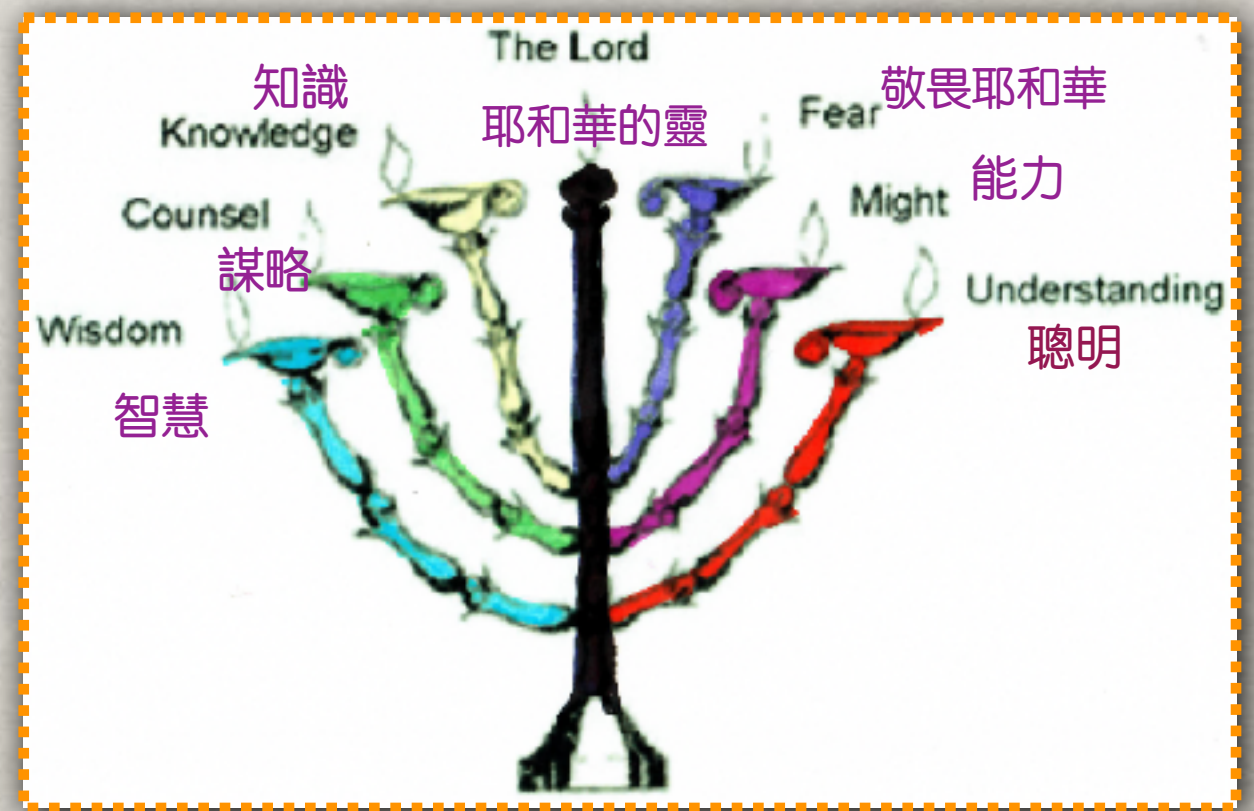 The Lord
知識
敬畏耶和華
Knowledge
耶和華的靈
Fear
能力
Counsel
Might
謀略
Understanding
Wisdom
聰明
智慧